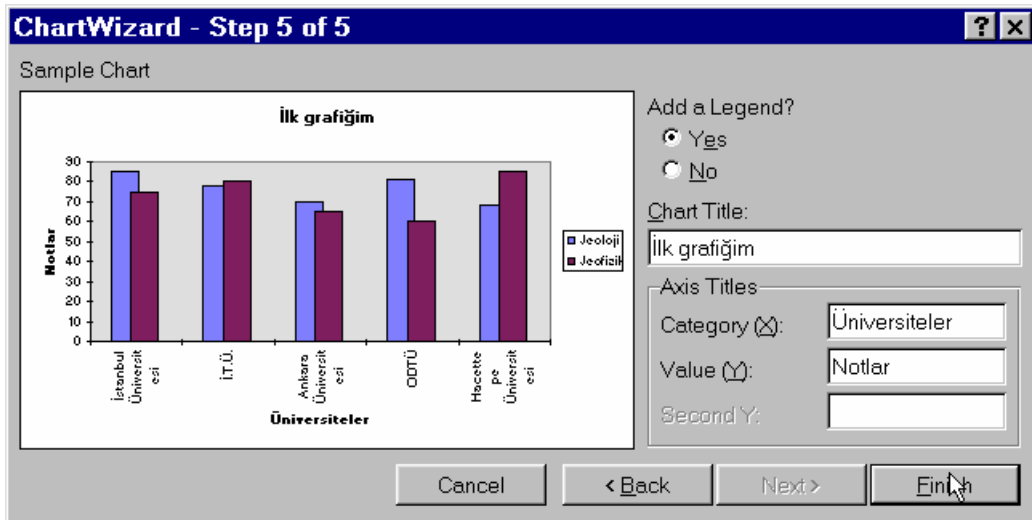 ChartWizard - Step 5 of 5
Sample Chart
İlk grafiğim
90
80
70
60
50
40
30
20
10
0
Notlar
İstanbul
Üniversit
esi
İ.T.Ü.
Ankara
Üniversit
esi
ODTÜ
Hacette
pe
Üniversit
esi
Üniversiteler
Jeoloji
Jeofizik
Add a Legend?
Yes
No
Chart Title:
İlk grafiğim
Axis Titles
Category (X):
Üniversiteler
Value (Y):
Notlar
Second Y:
Cancel
< Back
Next >
Finish